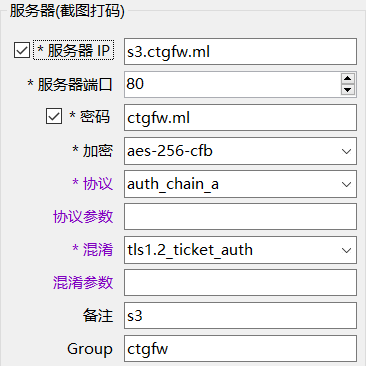 服务器(截图打码)
* 服务器 IP s3.ctgfw.ml
* 服务器端口 80
* 密码 ctgfw.ml
* 加密 aes-256-cfb
* 协议 auth_chain_a
协议参数
* 混淆 tls1.2_ticket_auth
混淆参数
备注 s3
Group ctgfw